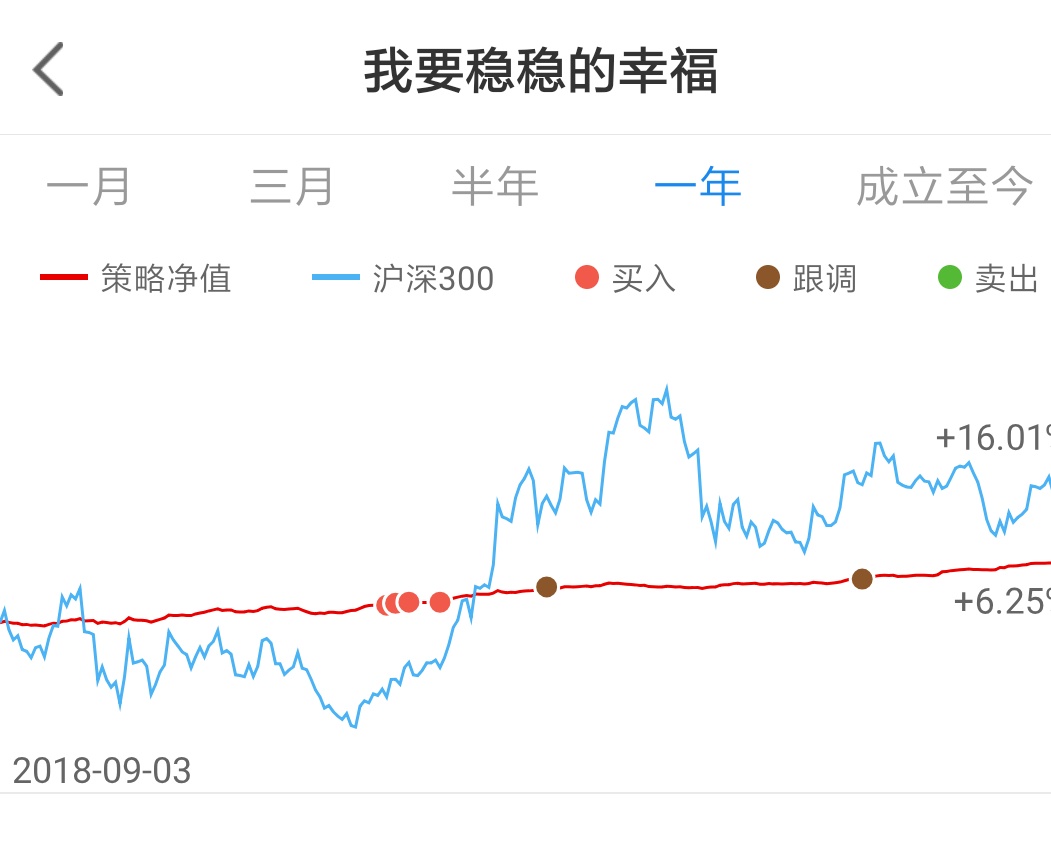 我要稳稳的幸福
一月 三月 半年 一年 成立至今
策略净值 沪深300 买入 跟调 卖出
+16.01%
+6.25%
2018-09-03